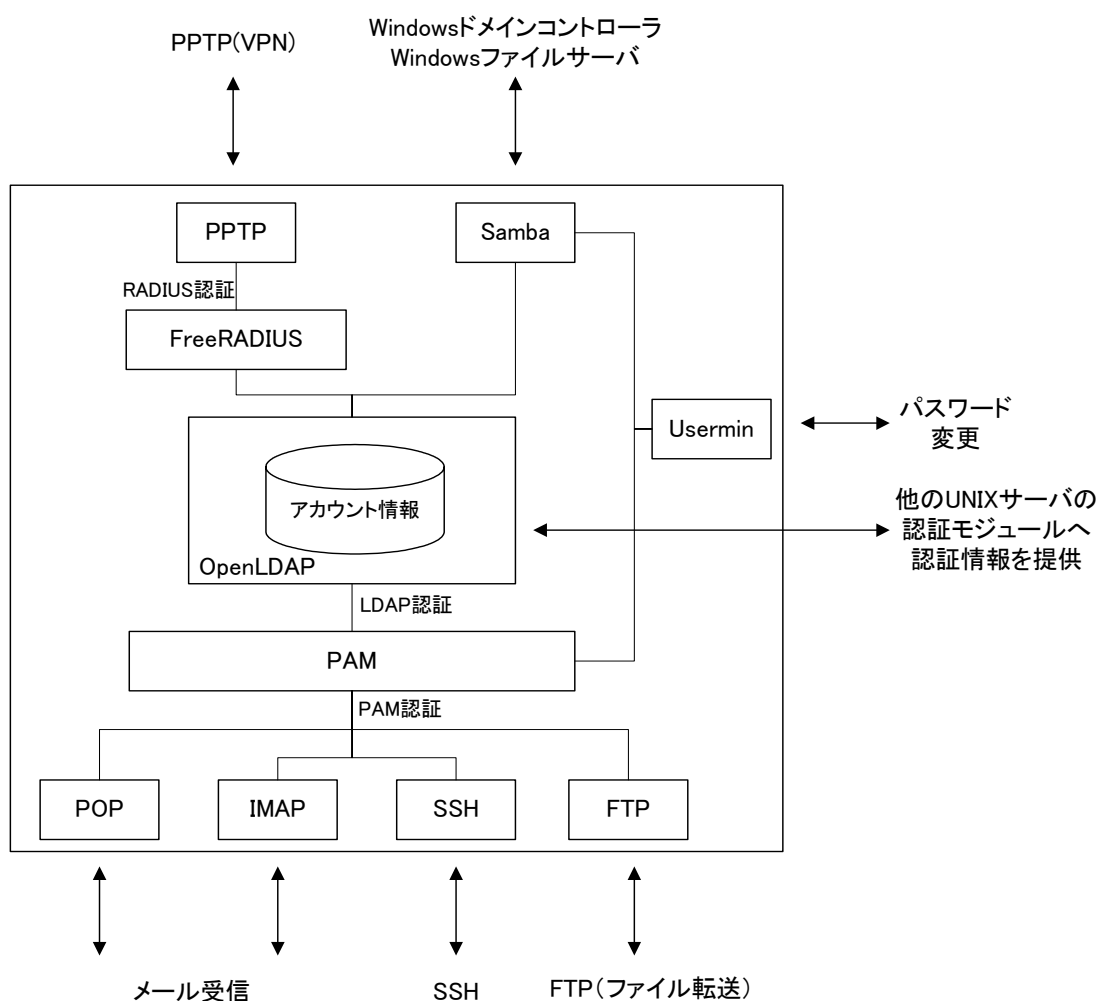 PPTP(VPN)
Windowsドメインコントローラ
Windowsファイルサーバ
PPTP
Samba
RADIUS認証
FreeRADIUS
Usermin
パスワード
変更
アカウント情報
OpenLDAP
他のUNIXサーバの
認証モジュールへ
認証情報を提供
LDAP認証
PAM
PAM認証
POP
IMAP
SSH
FTP
メール受信
SSH
FTP(ファイル転送)